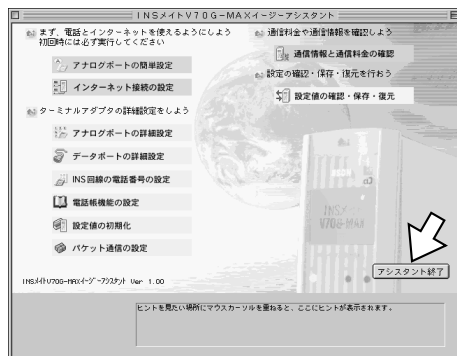 INSメイトV70G-MAXイージーアシスタント
まず、電話とインターネットを使えるようにしよう
初回時には必ず実行してください
アナログポートの簡単設定
インターネット接続の設定
ターミナルアダプタの詳細設定をしよう
アナログポートの詳細設定
データポートの詳細設定
INS回線の電話番号の設定
電話帳機能の設定
設定値の初期化
パケット通信の設定
通信料金や通信情報を確認しよう
通信情報と通信料金の確認
設定の確認・保存・復元を行おう
設定値の確認・保存・復元
INSメイト
V70G-MAX
アシスタント終了
INSメイトV70G-MAXイージーアシスタント Ver 1.00
ヒントを見たい場所にマウスカーソルを重ねると、ここにヒントが表示されます。